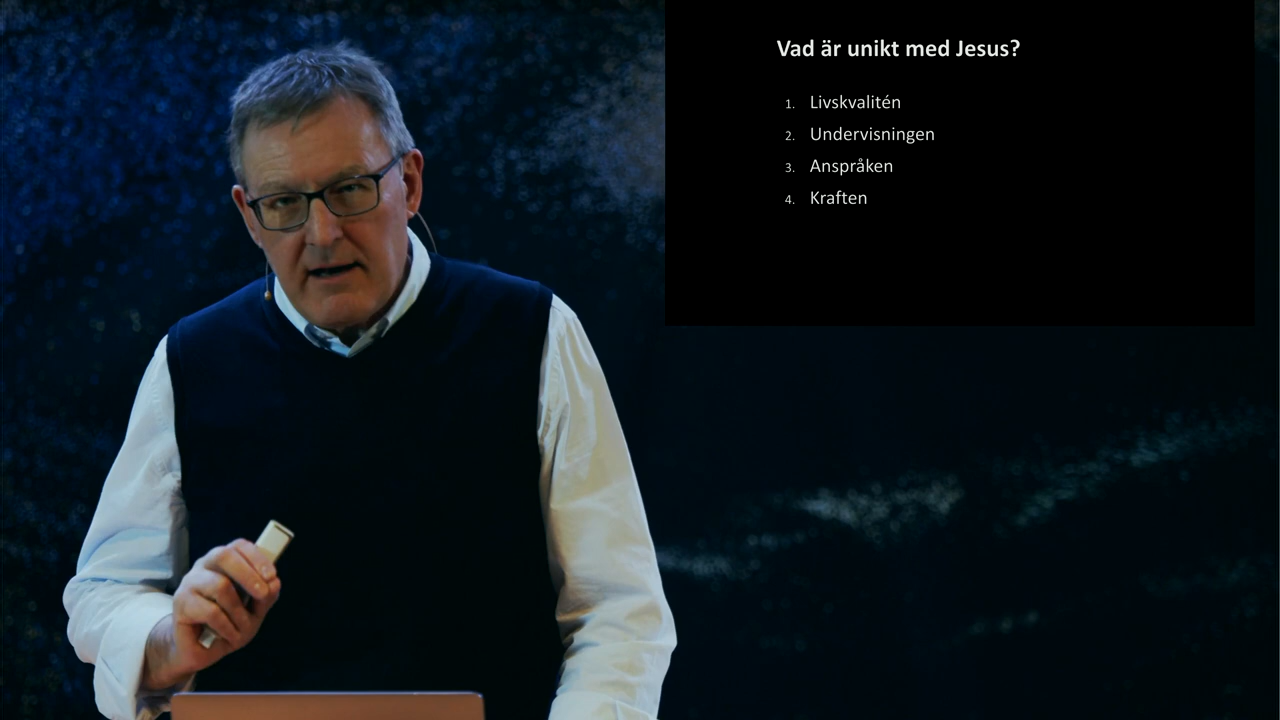 Vad är unikt med Jesus?
1. Livskvalitén
2. Undervisningen
3. Anspråken
4. Kraften